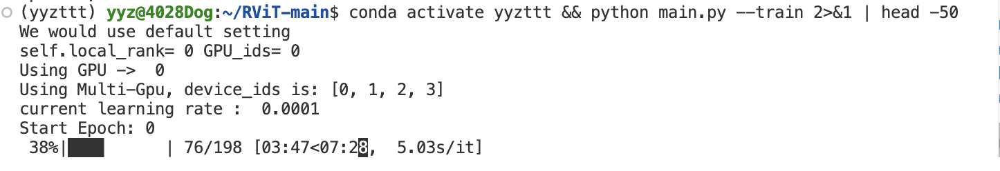 (yyzttt) yyz@4028Dog:~/RViT-main$ conda activate yyzttt && python main.py --train 2>&1 | head -50
We would use default setting
self.local_rank= 0 GPU_ids= 0
Using GPU ->  0
Using Multi-Gpu, device_ids is: [0, 1, 2, 3]
current learning rate :  0.0001
Start Epoch: 0
 38%|███       | 76/198 [03:47<07:28,  5.03s/it]